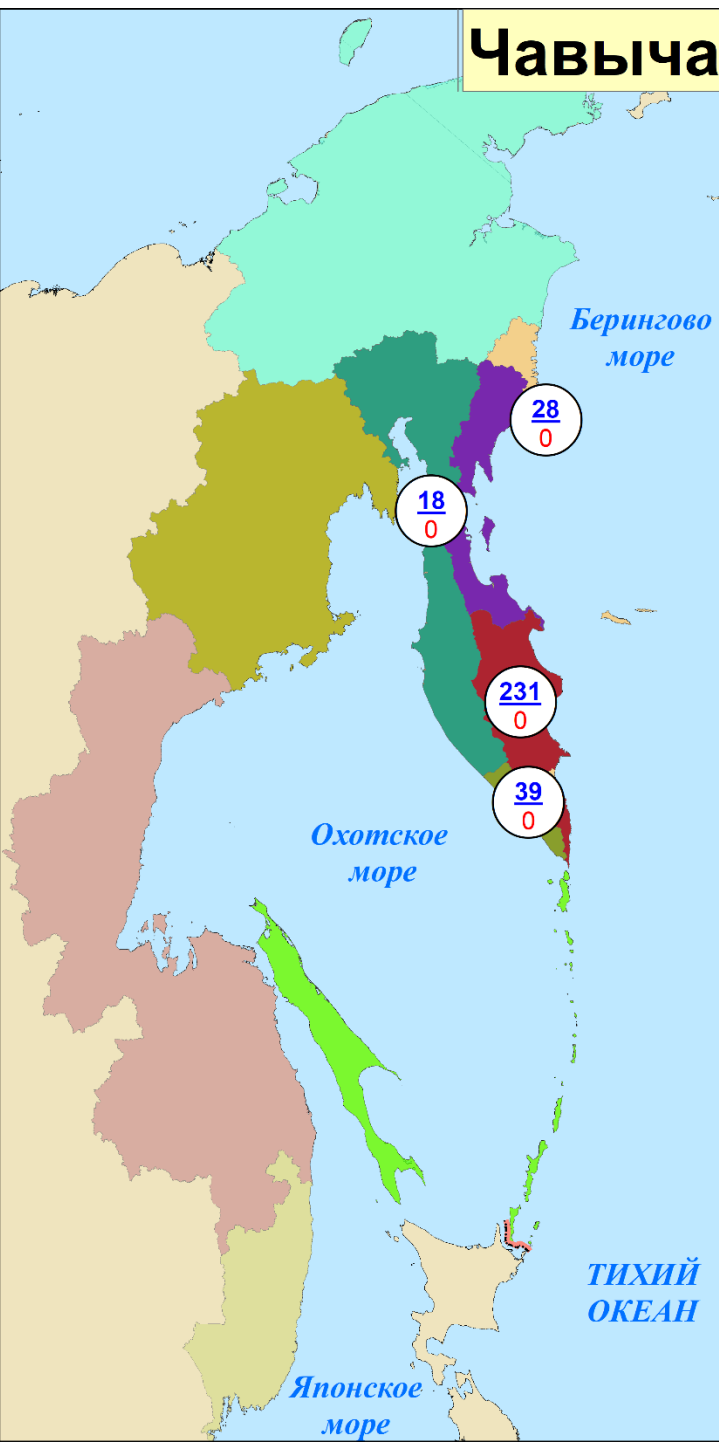 Чавыча
Берингово
море
28
0
18
0
231
0
39
0
Охотское
море
ТИХИЙ
ОКЕАН
Японское
море